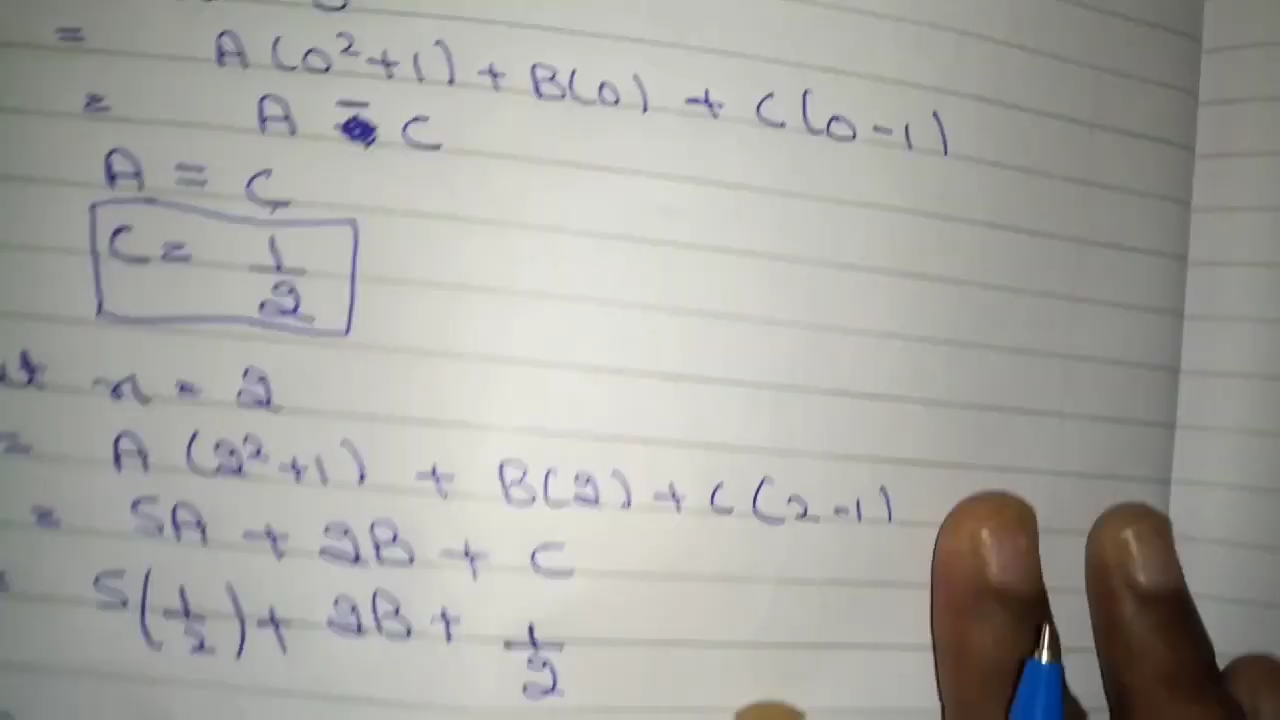 = A(0²+1) + B(0) + C(0-1)
= A - C
A = C
C = 1/2
x = 2
= A(2²+1) + B(2) + C(2-1)
= 5A + 2B + C
5(1/2) + 2B + 1/2